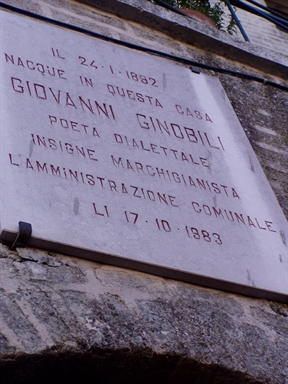 IL 24·1·1892
NACQUE IN QUESTA CASA
GIOVANNI GINOBILI
POETA DIALETTALE
INSIGNE MARCHIGIANISTA
L'AMMINISTRAZIONE COMUNALE
LI 17·10·1983